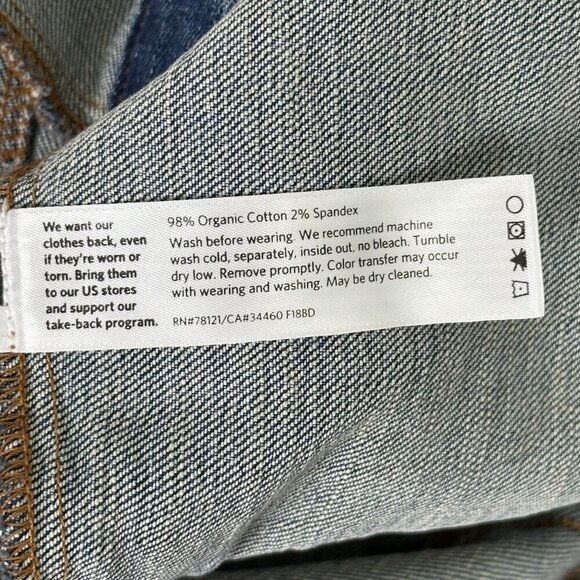 We want our
clothes back, even
if they're worn or
torn. Bring them
to our US stores
and support our
take-back program.
98% Organic Cotton 2% Spandex
Wash before wearing. We recommend machine
wash cold, separately, inside out, no bleach. Tumble
dry low. Remove promptly. Color transfer may occur
with wearing and washing. May be dry cleaned.
RN#78121/CA#34460 F18BD